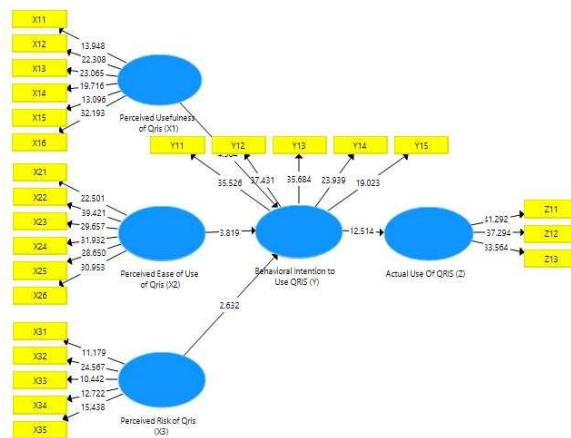 X11
X12
X13
X14
X15
X16
13.948
22.308
23.065
19.716
13.096
32.193
Perceived Usefulness
of Qris (X1)
Y11
Y12
Y13
Y14
Y15
35.526
37.431
35.684
23.939
19.023
X21
X22
X23
X24
X25
X26
22.501
39.421
29.657
31.932
28.650
30.953
Perceived Ease of Use
of Qris (X2)
3.819
Behavioral Intention to
Use QRIS (Y)
12.514
Actual Use Of QRIS (Z)
41.292
37.294
33.564
Z11
Z12
Z13
2.632
X31
X32
X33
X34
X35
11.179
24.567
10.442
12.722
15.438
Perceived Risk of Qris
(X3)